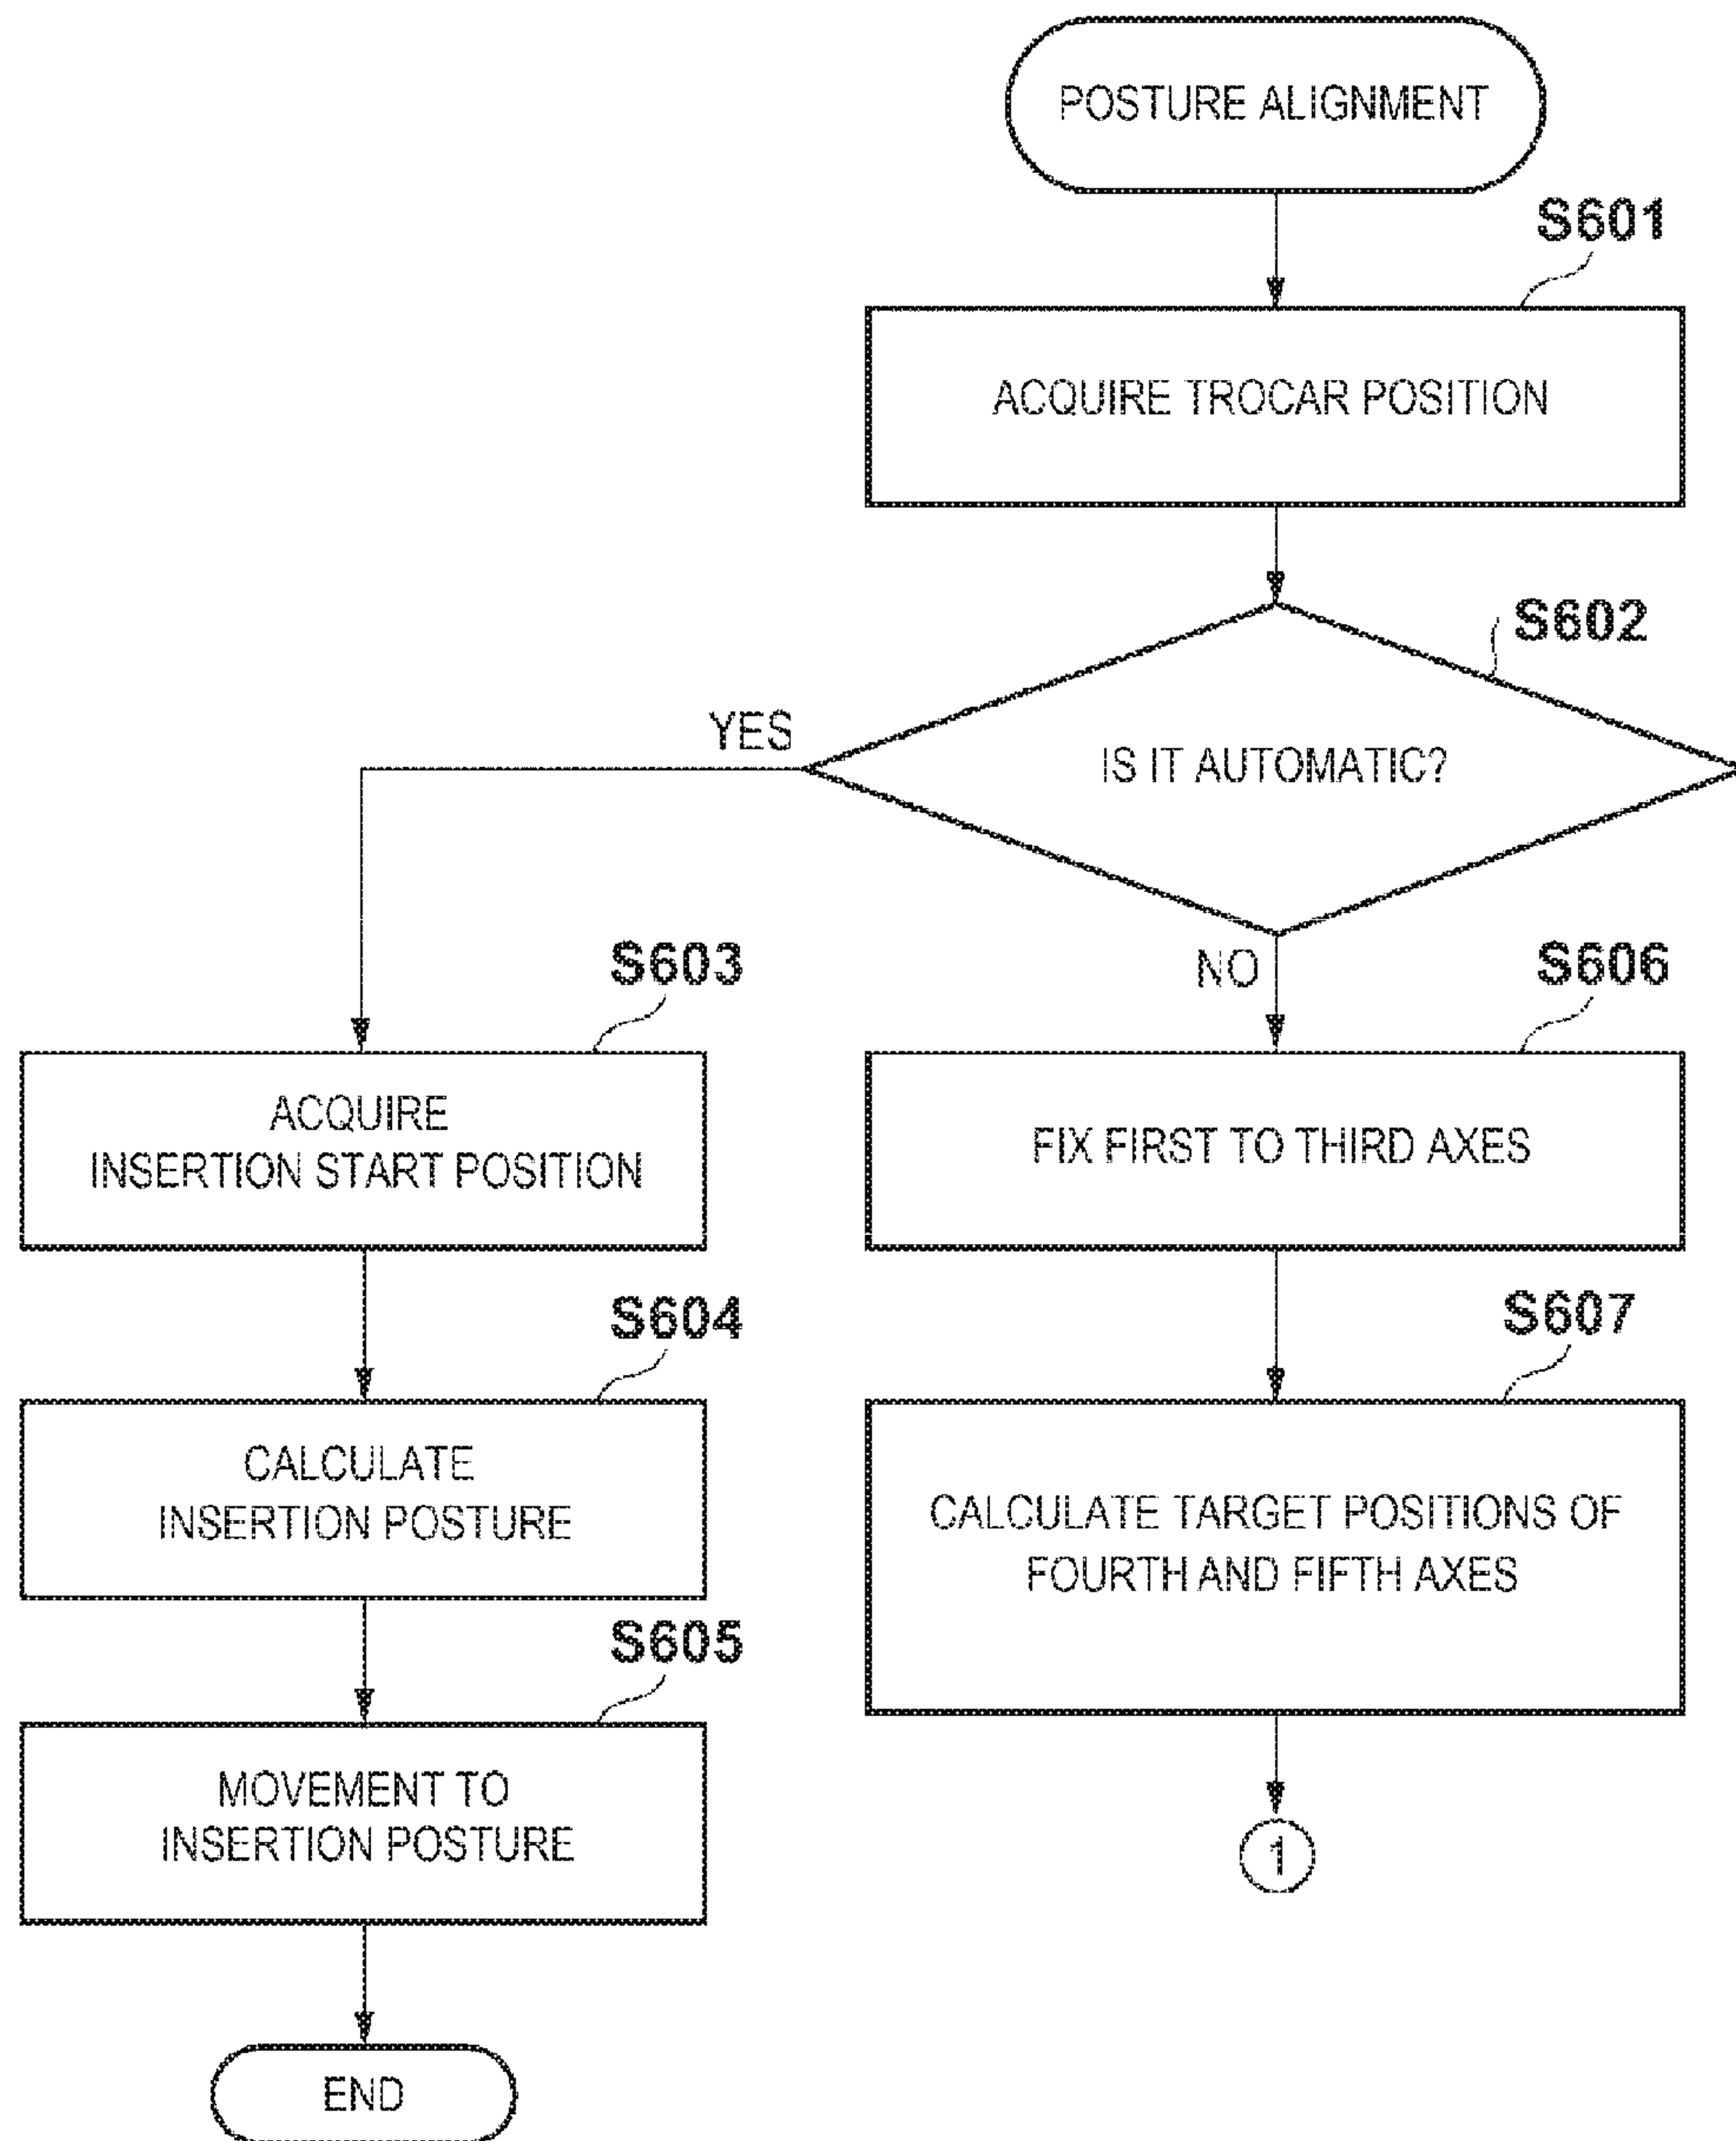 POSTURE ALIGNMENT
S601
ACQUIRE TROCAR POSITION
S602
IS IT AUTOMATIC?
YES
NO
S603
ACQUIRE
INSERTION START POSITION
S604
CALCULATE
INSERTION POSTURE
S605
MOVEMENT TO
INSERTION POSTURE
END
S606
FIX FIRST TO THIRD AXES
S607
CALCULATE TARGET POSITIONS OF
FOURTH AND FIFTH AXES
1